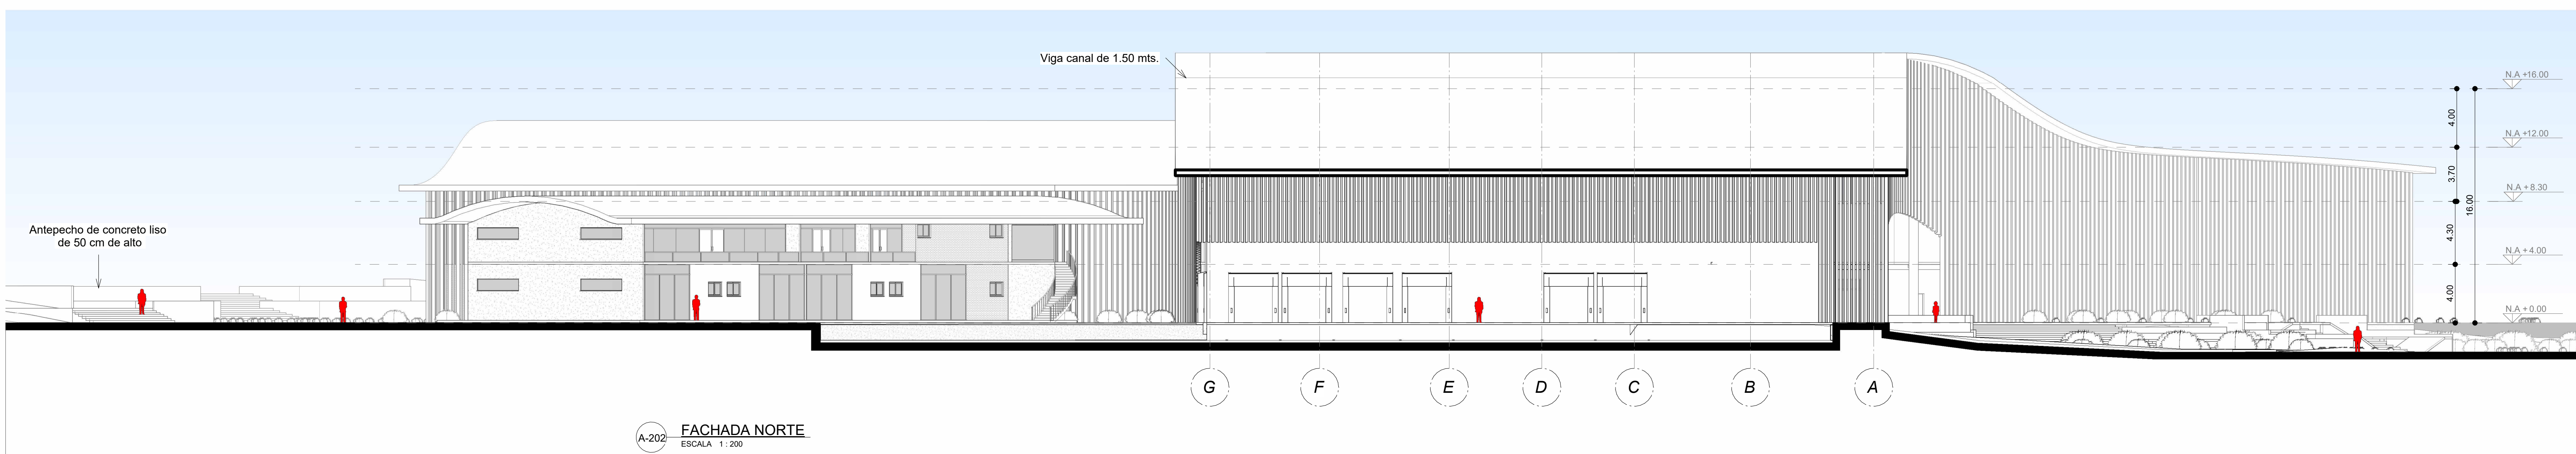 Viga canal de 1.50 mts.
N.A +16.00
4.00
N.A +12.00
3.70
N.A + 8.30
16.00
Antepecho de concreto liso
de 50 cm de alto
4.30
N.A + 4.00
4.00
N.A + 0.00
G F E D C B A
A-202 FACHADA NORTE
ESCALA 1 : 200